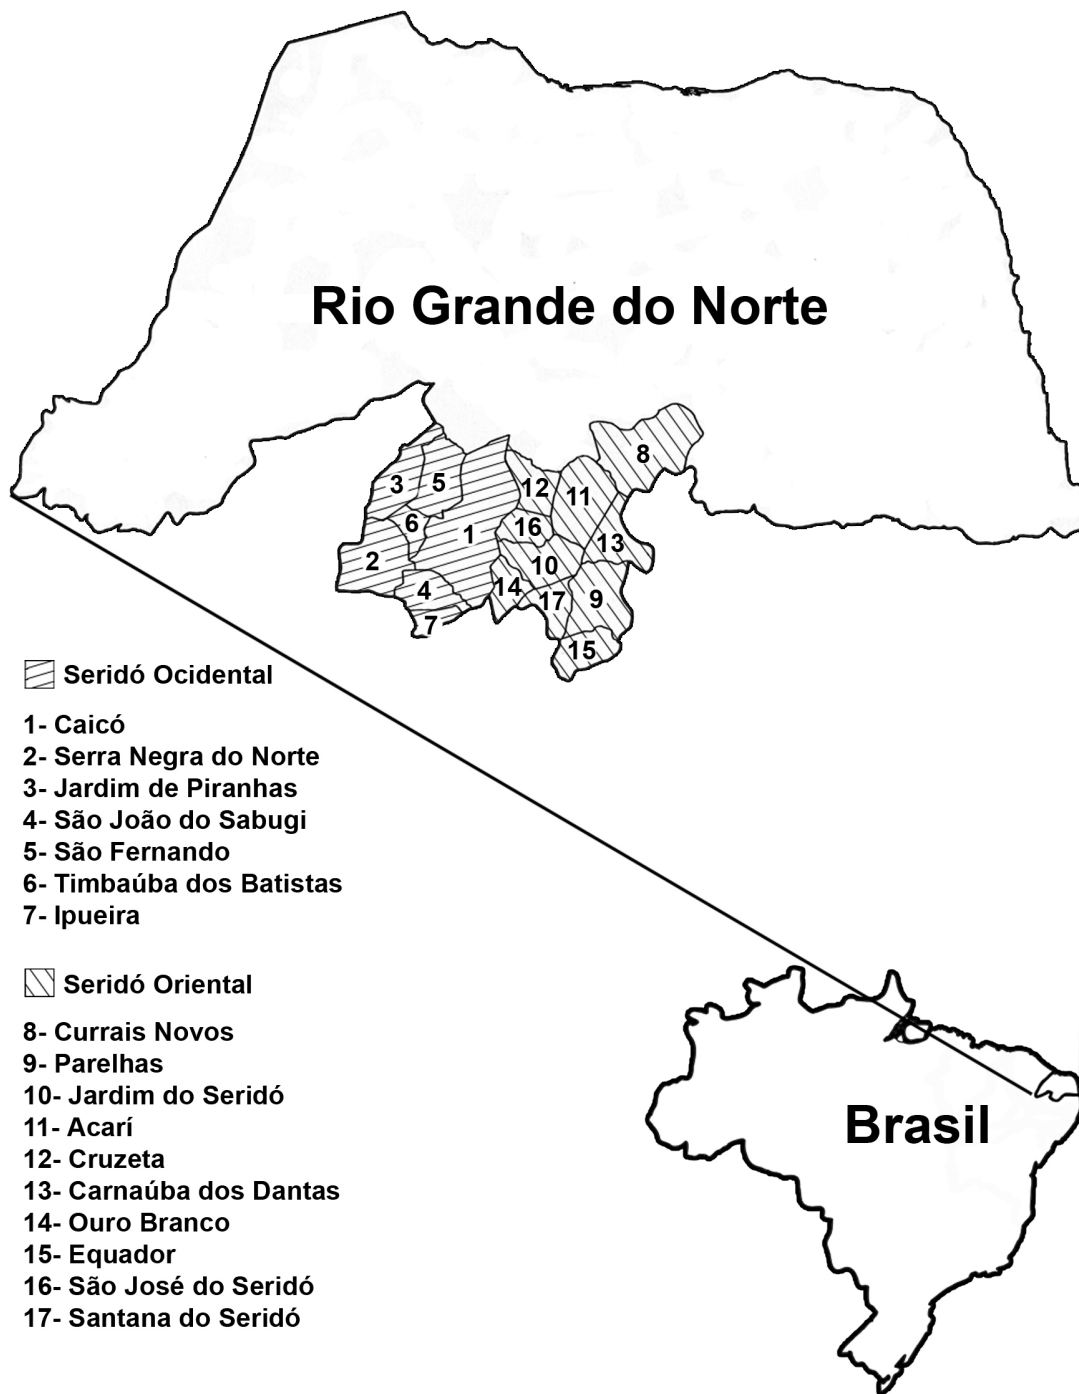 Rio Grande do Norte
8
3
5
12
11
6
16
1
13
2
10
4
14
17
9
7
15
Seridó Ocidental
1- Caicó
2- Serra Negra do Norte
3- Jardim de Piranhas
4- São João do Sabugi
5- São Fernando
6- Timbaúba dos Batistas
7- Ipueira
Seridó Oriental
8- Currais Novos
9- Parelhas
10- Jardim do Seridó
11- Acarí
12- Cruzeta
13- Carnaúba dos Dantas
14- Ouro Branco
15- Equador
16- São José do Seridó
17- Santana do Seridó
Brasil